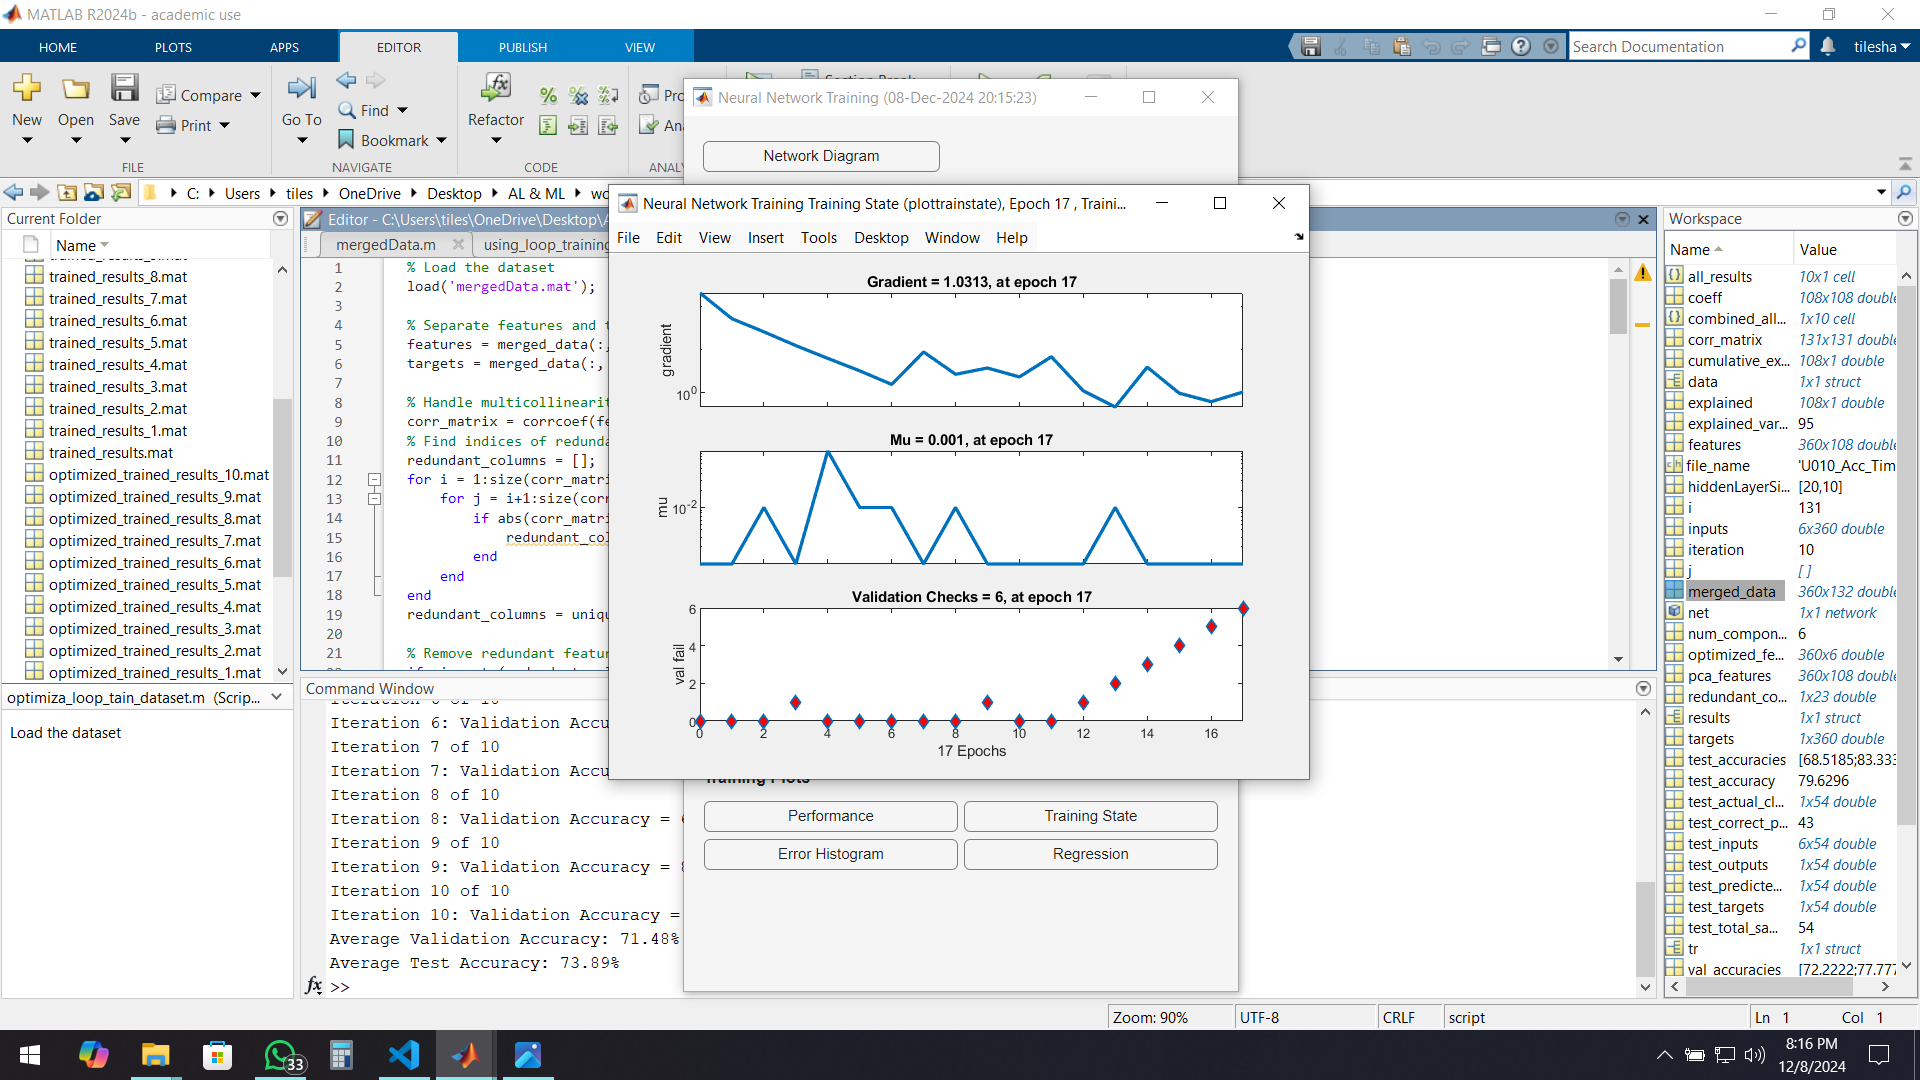 MATLAB R2024b - academic use
HOME
PLOTS
APPS
EDITOR
PUBLISH
VIEW
Search Documentation
tilesha
New
Open
Save
Compare
Print
FILE
Go To
Find
Bookmark
NAVIGATE
Refactor
CODE
C: Users tiles OneDrive Desktop AL & ML
Current Folder
Name
trained_results_8.mat
trained_results_7.mat
trained_results_6.mat
trained_results_5.mat
trained_results_4.mat
trained_results_3.mat
trained_results_2.mat
trained_results_1.mat
trained_results.mat
optimized_trained_results_10.mat
optimized_trained_results_9.mat
optimized_trained_results_8.mat
optimized_trained_results_7.mat
optimized_trained_results_6.mat
optimized_trained_results_5.mat
optimized_trained_results_4.mat
optimized_trained_results_3.mat
optimized_trained_results_2.mat
optimized_trained_results_1.mat
optimiza_loop_tain_dataset.m (Scrip...
Load the dataset
Editor - C:\Users\tiles\OneDrive\Desktop\
mergedData.m
using_loop_training
1 % Load the dataset
2 load('mergedData.mat');
3
4 % Separate features and t
5 features = merged_data(:,
6 targets = merged_data(:,
7
8 % Handle multicollinearit
9 corr_matrix = corrcoef(fe
10 % Find indices of redunda
11 redundant_columns = [];
12 for i = 1:size(corr_matri
13 for j = i+1:size(corr
14 if abs(corr_matri
15 redundant_col
16 end
17 end
18 end
19 redundant_columns = uniqu
20
21 % Remove redundant featur
Command Window
Iteration 6: Validation Accu
Iteration 7 of 10
Iteration 7: Validation Accu
Iteration 8 of 10
Iteration 8: Validation Accuracy =
Iteration 9 of 10
Iteration 9: Validation Accuracy =
Iteration 10 of 10
Iteration 10: Validation Accuracy =
Average Validation Accuracy: 71.48%
Average Test Accuracy: 73.89%
fx >>
Neural Network Training (08-Dec-2024 20:15:23)
Network Diagram
Neural Network Training Training State (plottrainstate), Epoch 17 , Traini...
File Edit View Insert Tools Desktop Window Help
Gradient = 1.0313, at epoch 17
gradient
10^0
Mu = 0.001, at epoch 17
mu
10^-2
Validation Checks = 6, at epoch 17
val fail
6
4
2
0
0 2 4 6 8 10 12 14 16
17 Epochs
Training Plots
Performance
Training State
Error Histogram
Regression
Workspace
Name Value
all_results 10x1 cell
coeff 108x108 double
combined_all... 1x10 cell
corr_matrix 131x131 double
cumulative_ex... 108x1 double
data 1x1 struct
explained 108x1 double
explained_var... 95
features 360x108 double
file_name 'U010_Acc_Tim
hiddenLayerSi... [20,10]
i 131
inputs 6x360 double
iteration 10
j []
merged_data 360x132 double
net 1x1 network
num_compon... 6
optimized_fe... 360x6 double
pca_features 360x108 double
redundant_co... 1x23 double
results 1x1 struct
targets 1x360 double
test_accuracies [68.5185;83.333
test_accuracy 79.6296
test_actual_cl... 1x54 double
test_correct_p... 43
test_inputs 6x54 double
test_outputs 1x54 double
test_predicte... 1x54 double
test_targets 1x54 double
test_total_sa... 54
tr 1x1 struct
val_accuracies [72.2222;77.777
Zoom: 90%
UTF-8
CRLF
script
Ln 1 Col 1
33
8:16 PM
12/8/2024